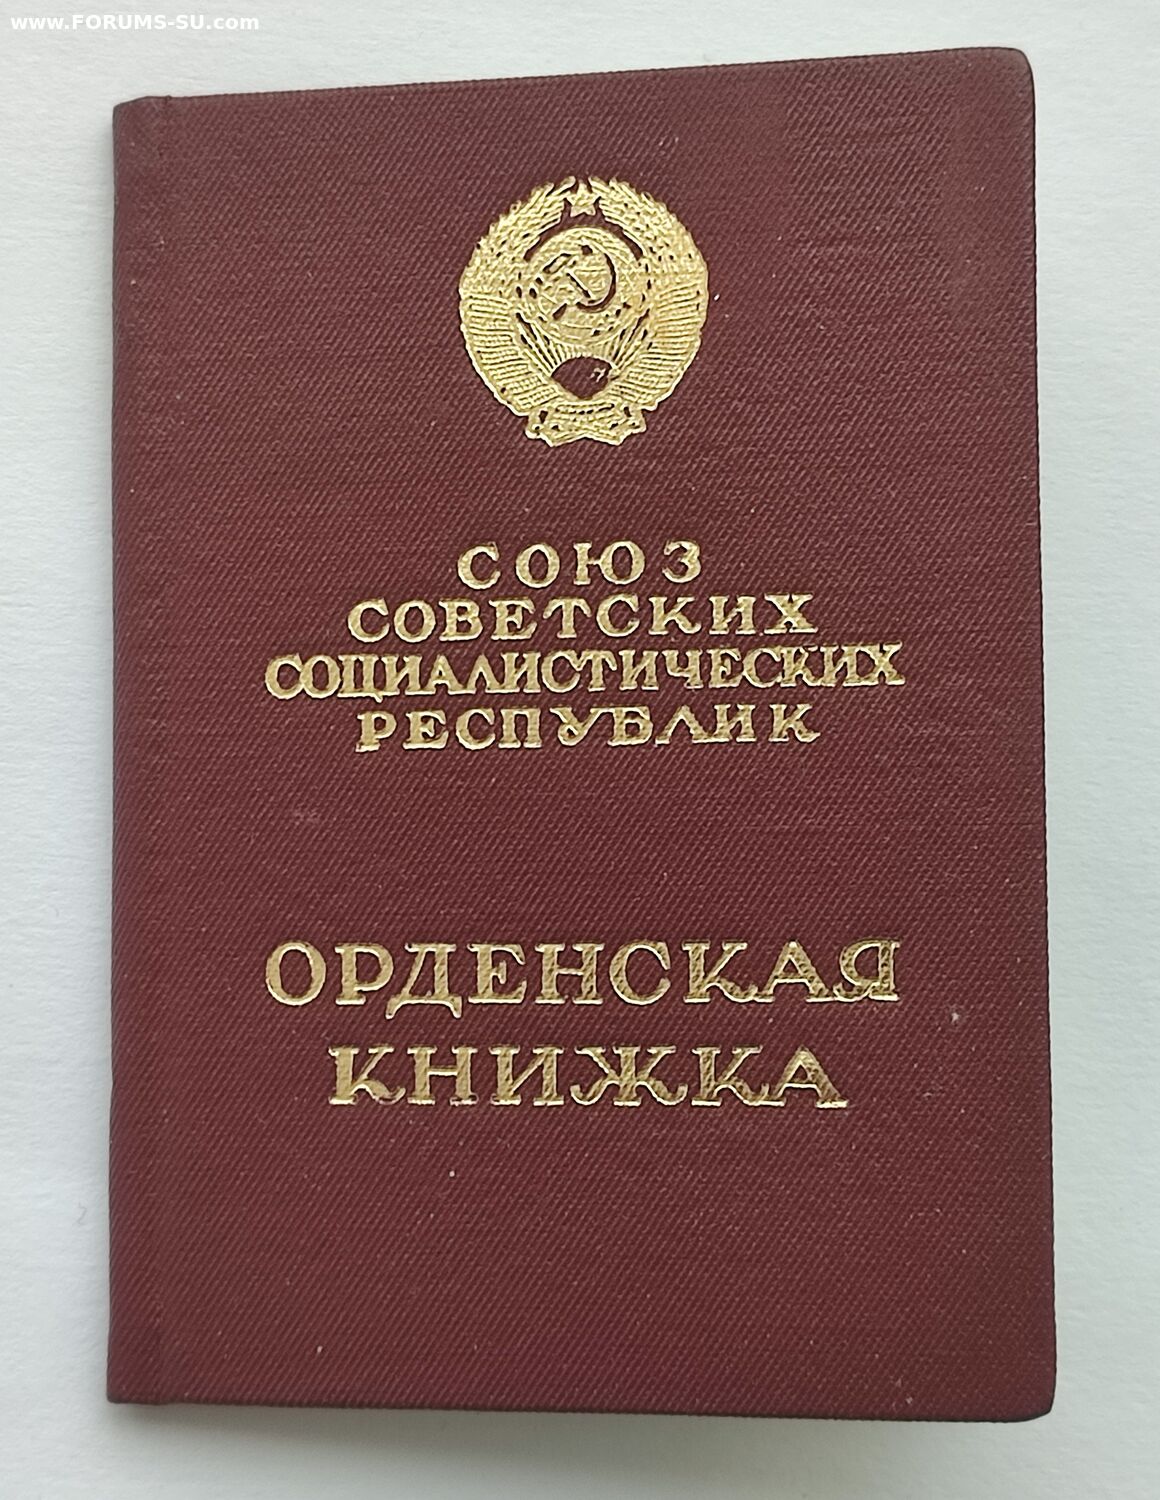 www.FORUMS-SU.com
СОЮЗ
СОВЕТСКИХ
СОЦИАЛИСТИЧЕСКИХ
РЕСПУБЛИК
ОРДЕНСКАЯ
КНИЖКА